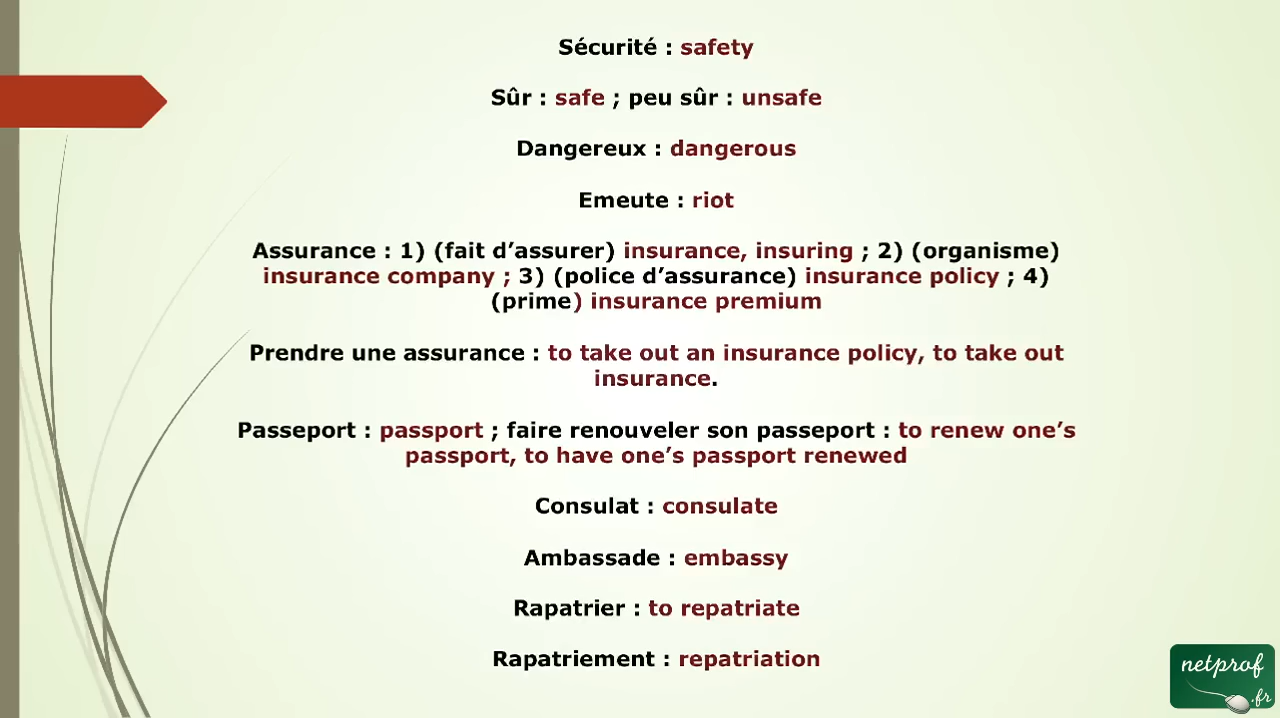 Sécurité : safety
Sûr : safe ; peu sûr : unsafe
Dangereux : dangerous
Emeute : riot
Assurance : 1) (fait d’assurer) insurance, insuring ; 2) (organisme)
insurance company ; 3) (police d’assurance) insurance policy ; 4)
(prime) insurance premium
Prendre une assurance : to take out an insurance policy, to take out
insurance.
Passeport : passport ; faire renouveler son passeport : to renew one’s
passport, to have one’s passport renewed
Consulat : consulate
Ambassade : embassy
Rapatrier : to repatriate
Rapatriement : repatriation
netprof
.fr